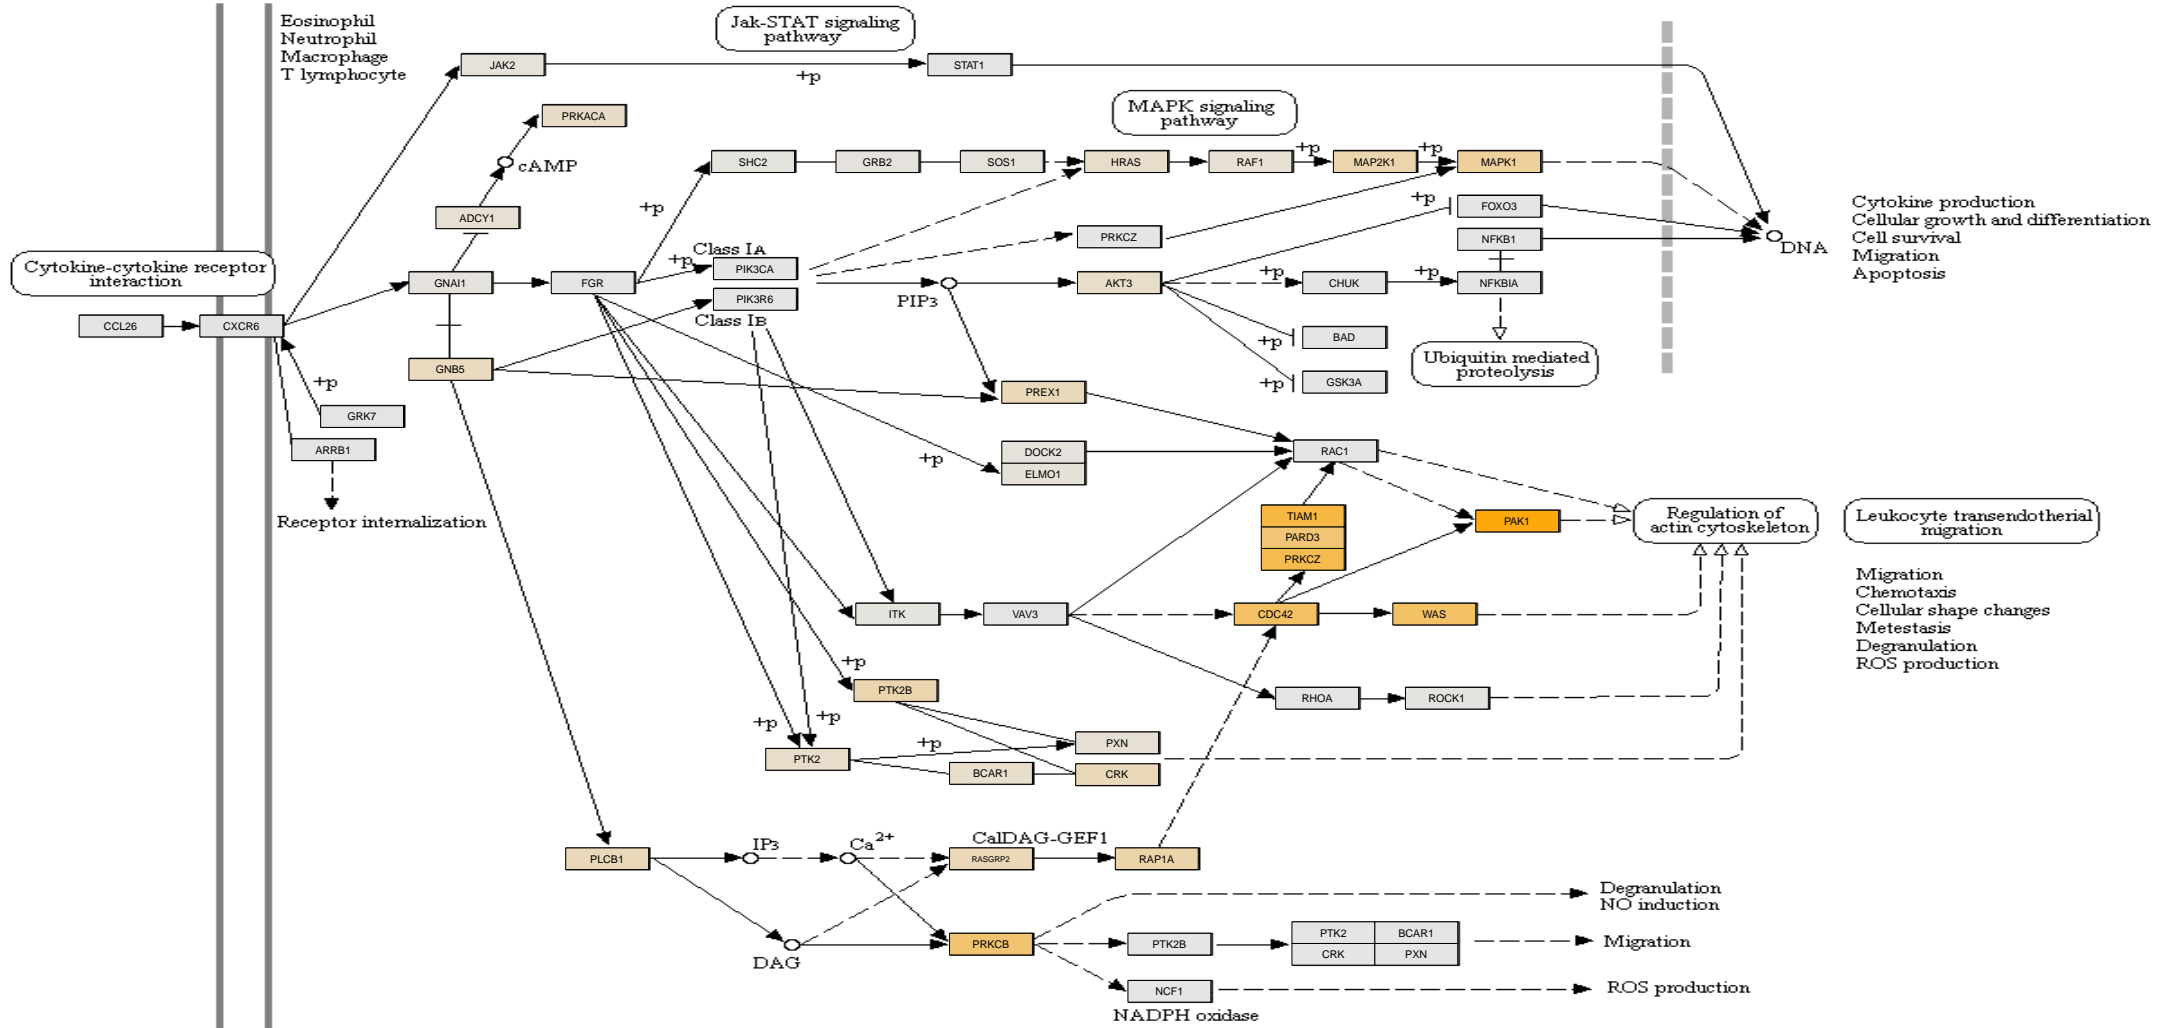 Eosinophil
Neutrophil
Macrophage
T lymphocyte
Jak-STAT signaling
pathway
JAK2
+p
STAT1
PRKACA
cAMP
ADCY1
MAPK signaling
pathway
SHC2
GRB2
SOS1
HRAS
RAF1
+p
MAP2K1
+p
MAPK1
+p
+p
FOXO3
PRKCZ
NFKB1
DNA
Cytokine production
Cellular growth and differentiation
Cell survival
Migration
Apoptosis
Cytokine-cytokine receptor
interaction
GNAI1
FGR
+p
Class IA
PIK3CA
PIK3R6
Class IB
PIP3
AKT3
+p
CHUK
+p
NFKBIA
CCL26
CXCR6
+p
BAD
Ubiquitin mediated
proteolysis
GNB5
+p
GSK3A
PREX1
+p
GRK7
ARRB1
Receptor internalization
+p
DOCK2
ELMO1
RAC1
TIAM1
PARD3
PRKCZ
PAK1
Regulation of
actin cytoskeleton
Leukocyte transendotherial
migration
ITK
VAV3
CDC42
WAS
Migration
Chemotaxis
Cellular shape changes
Metestasis
Degranulation
ROS production
+p
PTK2B
RHOA
ROCK1
+p
+p
PTK2
+p
PXN
BCAR1
CRK
PLCB1
IP3
Ca2+
CalDAG-GEF1
RASGRP2
RAP1A
DAG
PRKCB
Degranulation
NO induction
PTK2B
PTK2
BCAR1
CRK
PXN
Migration
NCF1
NADPH oxidase
ROS production